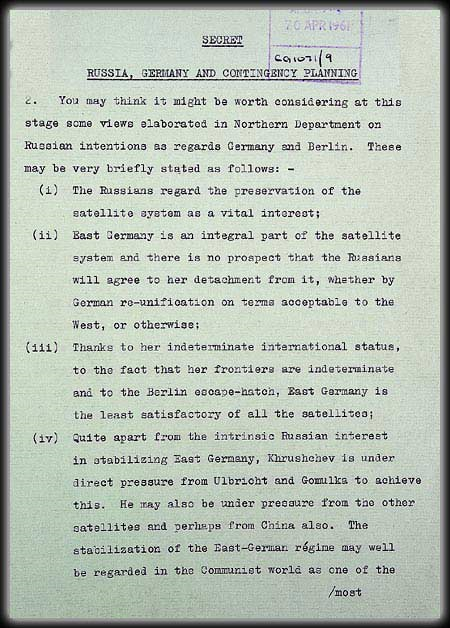 20 APR 1961
SECRET
CG1071/9
RUSSIA, GERMANY AND CONTINGENCY PLANNING
2. You may think it might be worth considering at this
stage some views elaborated in Northern Department on
Russian intentions as regards Germany and Berlin. These
may be very briefly stated as follows: -
(i) The Russians regard the preservation of the
satellite system as a vital interest;
(ii) East Germany is an integral part of the satellite
system and there is no prospect that the Russians
will agree to her detachment from it, whether by
German re-unification on terms acceptable to the
West, or otherwise;
(iii) Thanks to her indeterminate international status,
to the fact that her frontiers are indeterminate
and to the Berlin escape-hatch, East Germany is
the least satisfactory of all the satellites;
(iv) Quite apart from the intrinsic Russian interest
in stabilizing East Germany, Khrushchev is under
direct pressure from Ulbricht and Gomulka to achieve
this. He may also be under pressure from the other
satellites and perhaps from China also. The
stabilization of the East-German régime may well
be regarded in the Communist world as one of the
/most